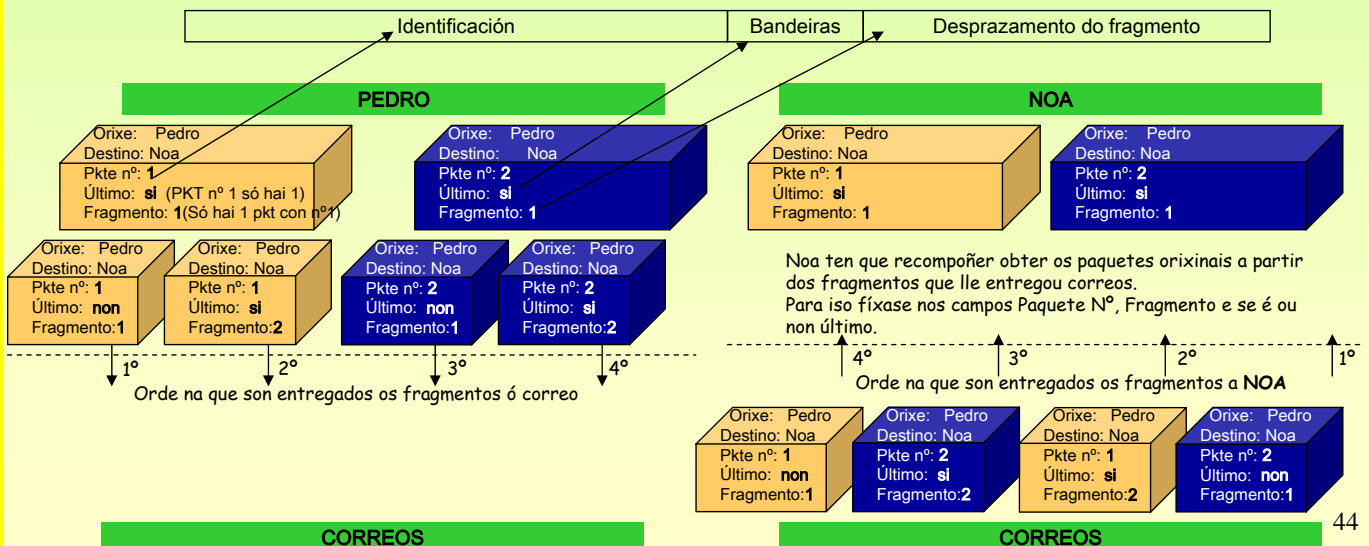 Identificación
Bandeiras
Desprazamento do fragmento
PEDRO
Orixe: Pedro
Destino: Noa
Pkte nº: 1
Último: si (PKT nº 1 só hai 1)
Fragmento: 1(Só hai 1 pkt con nº1)
Orixe: Pedro
Destino: Noa
Pkte nº: 2
Último: si
Fragmento: 1
Orixe: Pedro
Destino: Noa
Pkte nº: 1
Último: non
Fragmento:1
Orixe: Pedro
Destino: Noa
Pkte nº: 1
Último: si
Fragmento:2
Orixe: Pedro
Destino: Noa
Pkte nº: 2
Último: non
Fragmento:1
Orixe: Pedro
Destino: Noa
Pkte nº: 2
Último: si
Fragmento:2
1º
2º
3º
4º
Orde na que son entregados os fragmentos ó correo
CORREOS
NOA
Orixe: Pedro
Destino: Noa
Pkte nº: 1
Último: si
Fragmento: 1
Orixe: Pedro
Destino: Noa
Pkte nº: 2
Último: si
Fragmento: 1
Noa ten que recompoñer obter os paquetes orixinais a partir
dos fragmentos que lle entregou correos.
Para iso fíxase nos campos Paquete Nº, Fragmento e se é ou
non último.
4º
3º
2º
1º
Orde na que son entregados os fragmentos a NOA
Orixe: Pedro
Destino: Noa
Pkte nº: 1
Último: non
Fragmento:1
Orixe: Pedro
Destino: Noa
Pkte nº: 2
Último: si
Fragmento:2
Orixe: Pedro
Destino: Noa
Pkte nº: 1
Último: si
Fragmento:2
Orixe: Pedro
Destino: Noa
Pkte nº: 2
Último: non
Fragmento:1
CORREOS
44